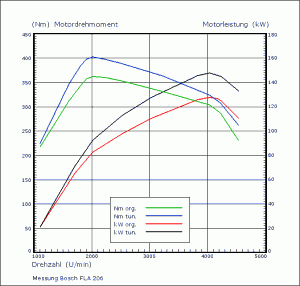 (Nm) Motordrehmoment Motorleistung (kW)
450 180
400 160
350 140
300 120
250 100
200 80
150 60
100 40
50 20
00 0
1000 2000 3000 4000 5000
Nm org.
Nm tun.
kW org.
kW tun.
Drehzahl (U/min)
Messung Bosch FLA 206